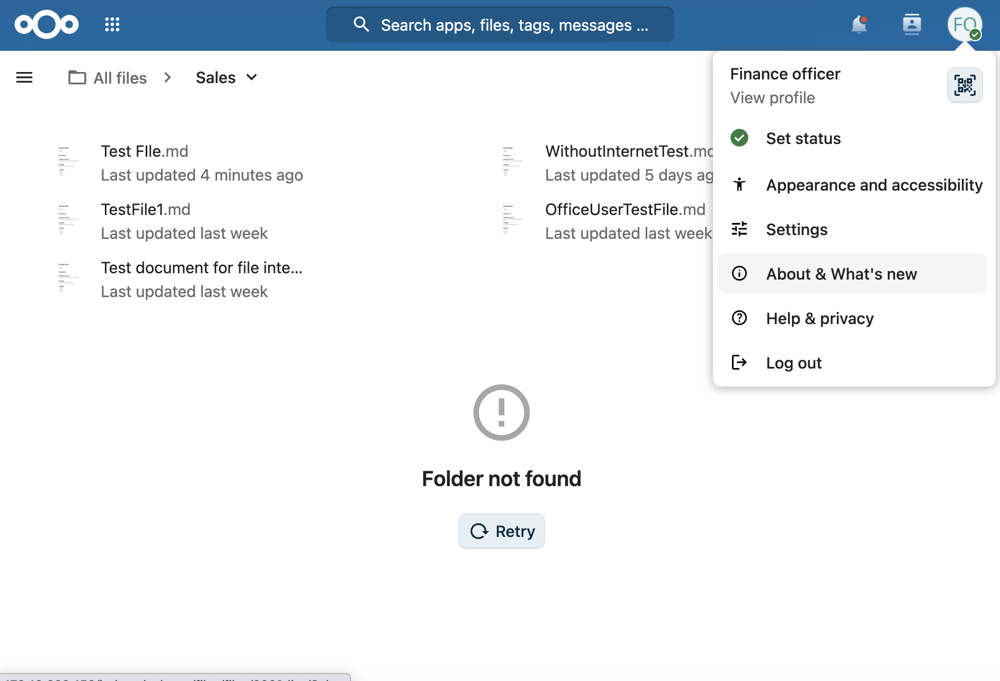 Search apps, files, tags, messages ...
FO
All files
Sales
Finance officer
View profile
Set status
Appearance and accessibility
Settings
About & What's new
Help & privacy
Log out
Test FIle.md
Last updated 4 minutes ago
WithoutInternetTest.md
Last updated 5 days ag
TestFile1.md
Last updated last week
OfficeUserTestFile.md
Last updated last week
Test document for file inte...
Last updated last week
Folder not found
Retry